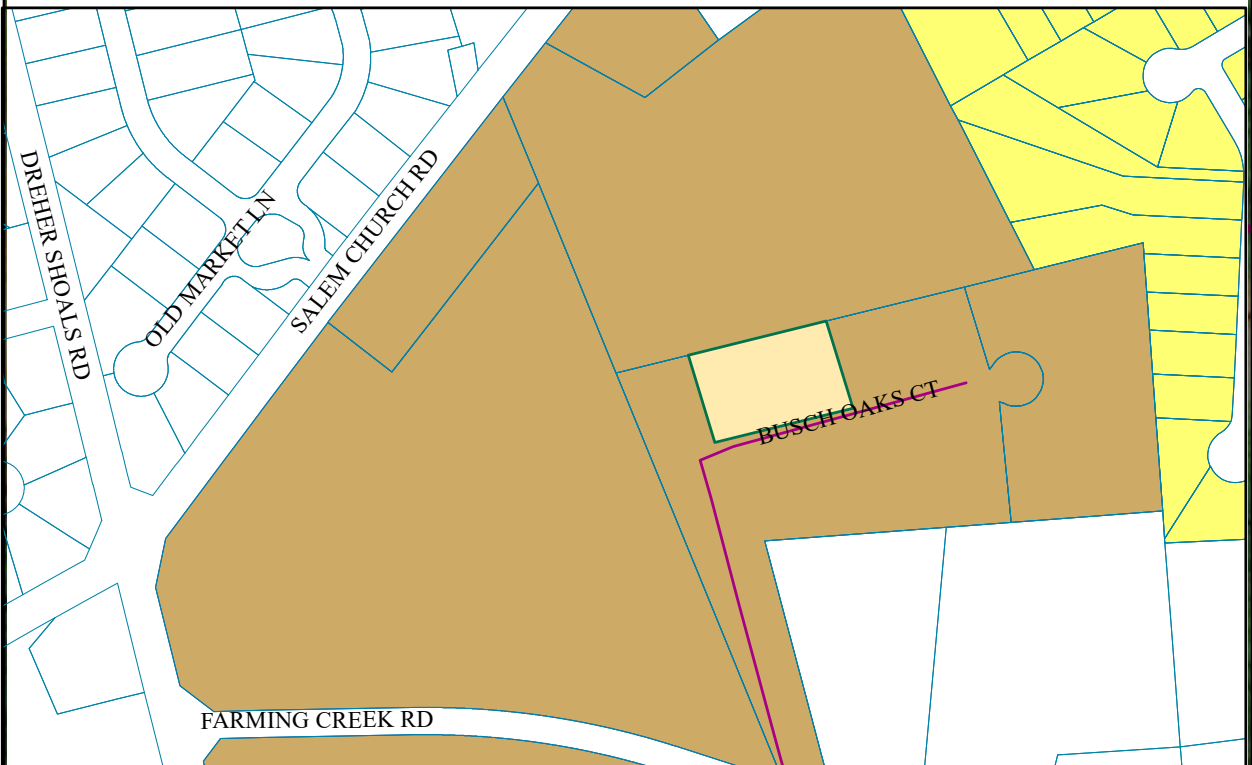 DREHER SHOALS RD
OLD MARKET LN
SALEM CHURCH RD
BUSCH OAKS CT
FARMING CREEK RD